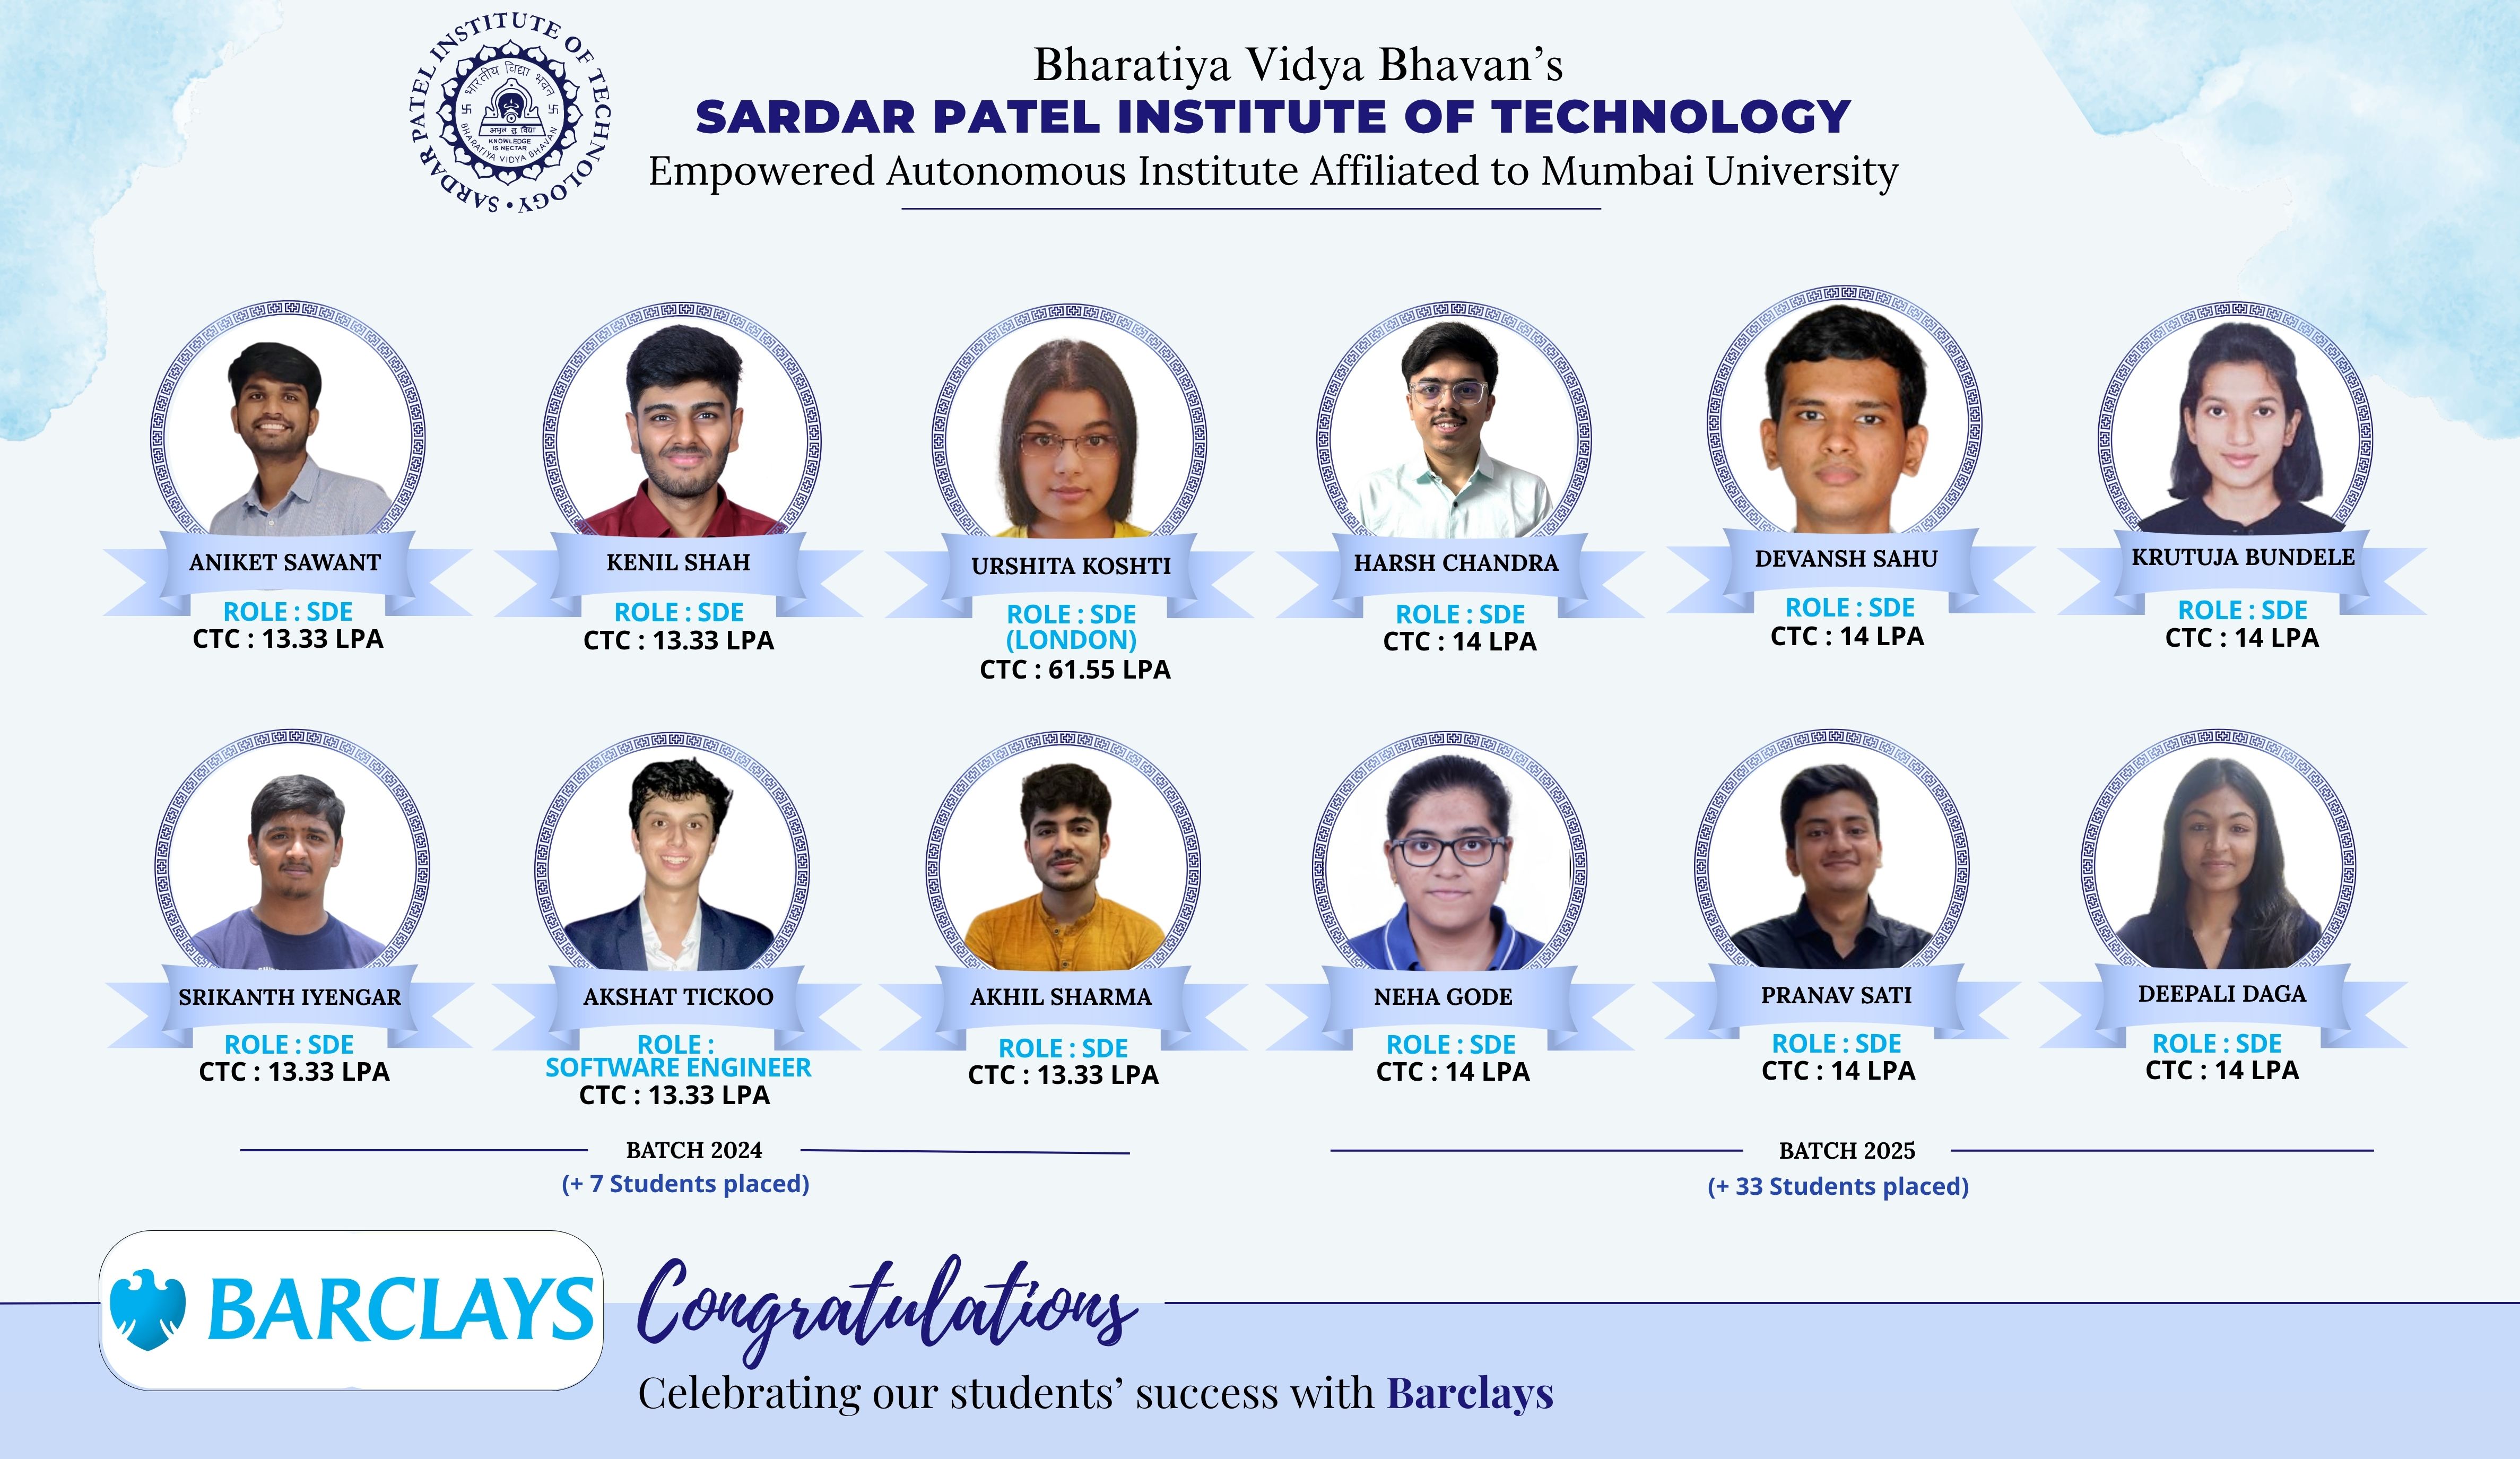 SARDAR PATEL INSTITUTE OF TECHNOLOGY •
भारतीय विद्या भवन
अमृतं तु विद्या
KNOWLEDGE
IS NECTAR
BHARATIYA VIDYA BHAVAN
Bharatiya Vidya Bhavan’s
SARDAR PATEL INSTITUTE OF TECHNOLOGY
Empowered Autonomous Institute Affiliated to Mumbai University
ANIKET SAWANT
ROLE : SDE
CTC : 13.33 LPA
KENIL SHAH
ROLE : SDE
CTC : 13.33 LPA
URSHITA KOSHTI
ROLE : SDE
(LONDON)
CTC : 61.55 LPA
HARSH CHANDRA
ROLE : SDE
CTC : 14 LPA
DEVANSH SAHU
ROLE : SDE
CTC : 14 LPA
KRUTUJA BUNDELE
ROLE : SDE
CTC : 14 LPA
SRIKANTH IYENGAR
ROLE : SDE
CTC : 13.33 LPA
AKSHAT TICKOO
ROLE :
SOFTWARE ENGINEER
CTC : 13.33 LPA
AKHIL SHARMA
ROLE : SDE
CTC : 13.33 LPA
NEHA GODE
ROLE : SDE
CTC : 14 LPA
PRANAV SATI
ROLE : SDE
CTC : 14 LPA
DEEPALI DAGA
ROLE : SDE
CTC : 14 LPA
BATCH 2024
(+ 7 Students placed)
BATCH 2025
(+ 33 Students placed)
BARCLAYS
Congratulations
Celebrating our students’ success with Barclays